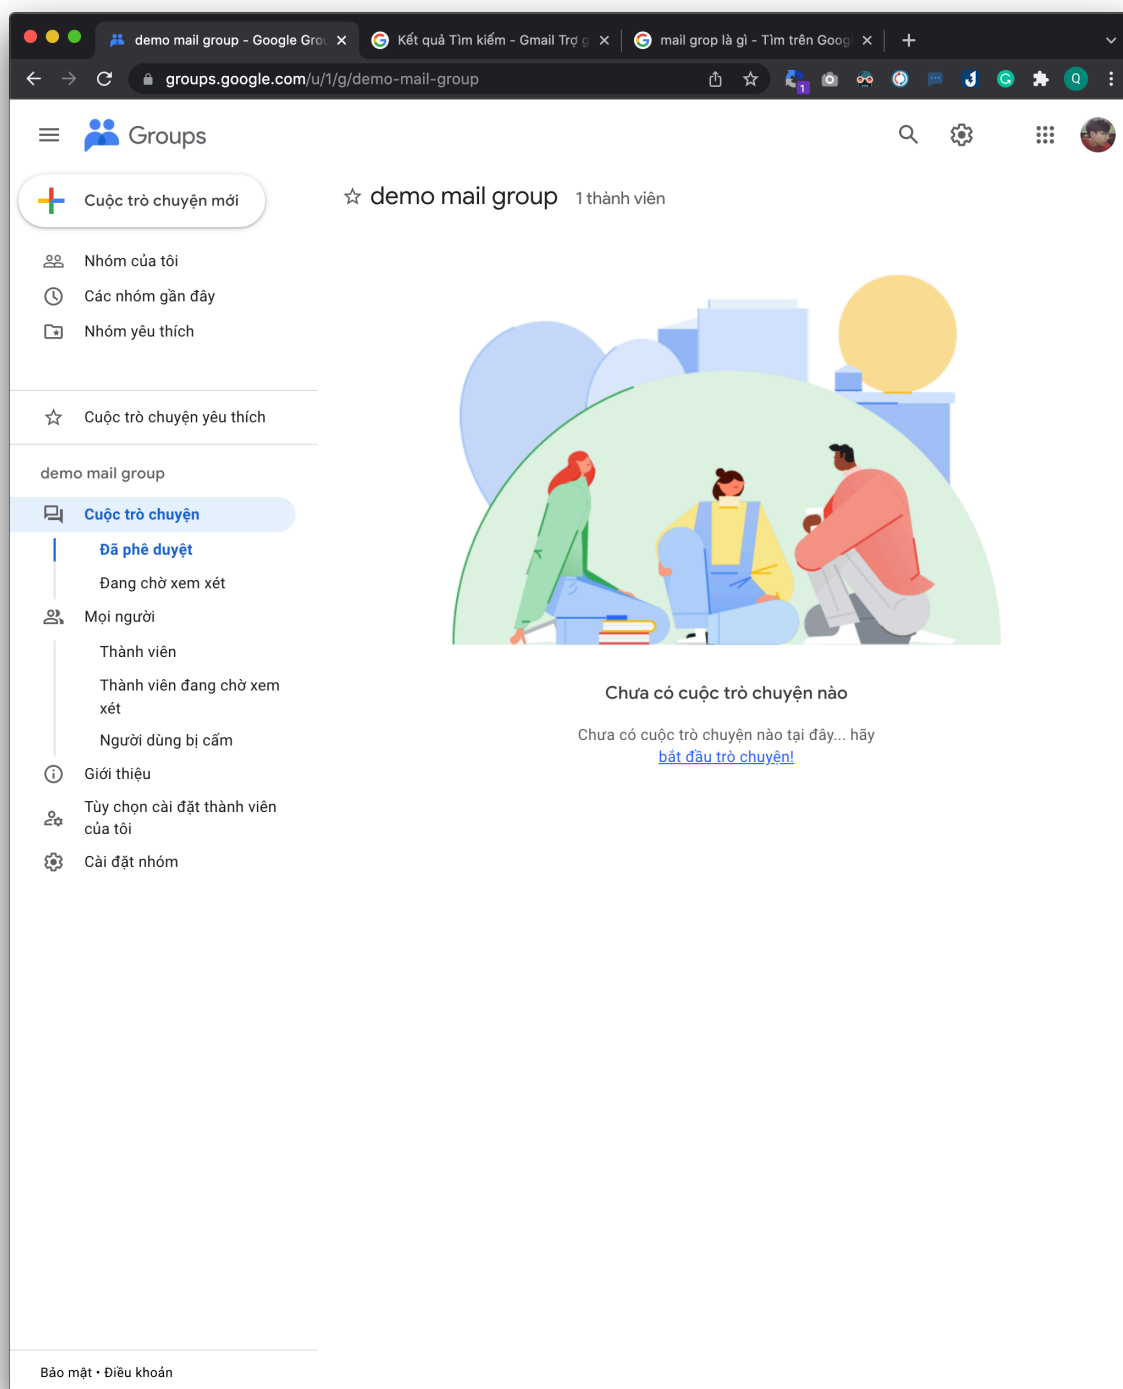 demo mail group - Google Grou
Kết quả Tìm kiếm - Gmail Trợ g
mail grop là gì - Tìm trên Goog
groups.google.com/u/1/g/demo-mail-group
1
Q
Groups
Cuộc trò chuyện mới
demo mail group 1 thành viên
Nhóm của tôi
Các nhóm gần đây
Nhóm yêu thích
Cuộc trò chuyện yêu thích
demo mail group
Cuộc trò chuyện
Đã phê duyệt
Đang chờ xem xét
Mọi người
Thành viên
Thành viên đang chờ xem
xét
Người dùng bị cấm
Giới thiệu
Tùy chọn cài đặt thành viên
của tôi
Cài đặt nhóm
Chưa có cuộc trò chuyện nào
Chưa có cuộc trò chuyện nào tại đây... hãy
bắt đầu trò chuyện!
Bảo mật • Điều khoản